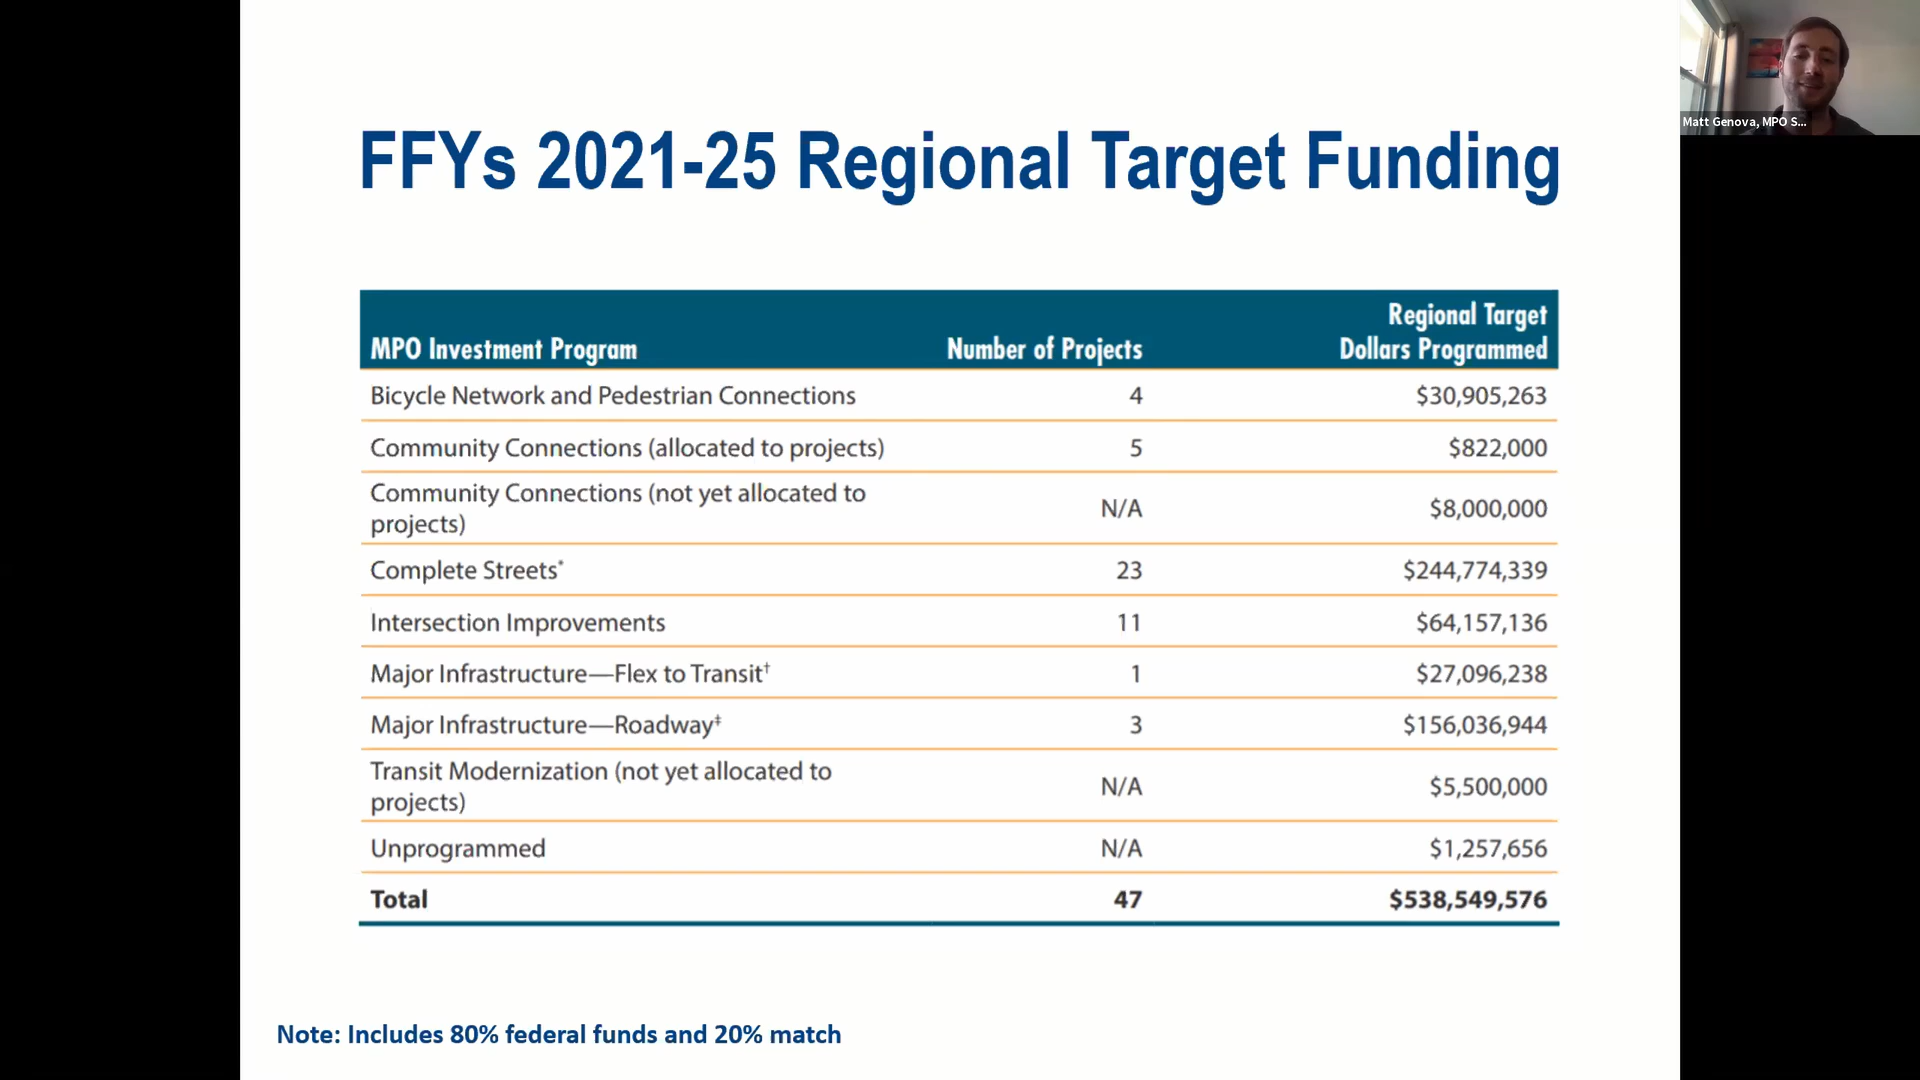 FFYs 2021-25 Regional Target Funding
Matt Genova, MPO S...
MPO Investment Program Number of Projects Regional Target
Dollars Programmed
Bicycle Network and Pedestrian Connections 4 $30,905,263
Community Connections (allocated to projects) 5 $822,000
Community Connections (not yet allocated to
projects) N/A $8,000,000
Complete Streets* 23 $244,774,339
Intersection Improvements 11 $64,157,136
Major Infrastructure—Flex to Transit† 1 $27,096,238
Major Infrastructure—Roadway‡ 3 $156,036,944
Transit Modernization (not yet allocated to
projects) N/A $5,500,000
Unprogrammed N/A $1,257,656
Total 47 $538,549,576
Note: Includes 80% federal funds and 20% match